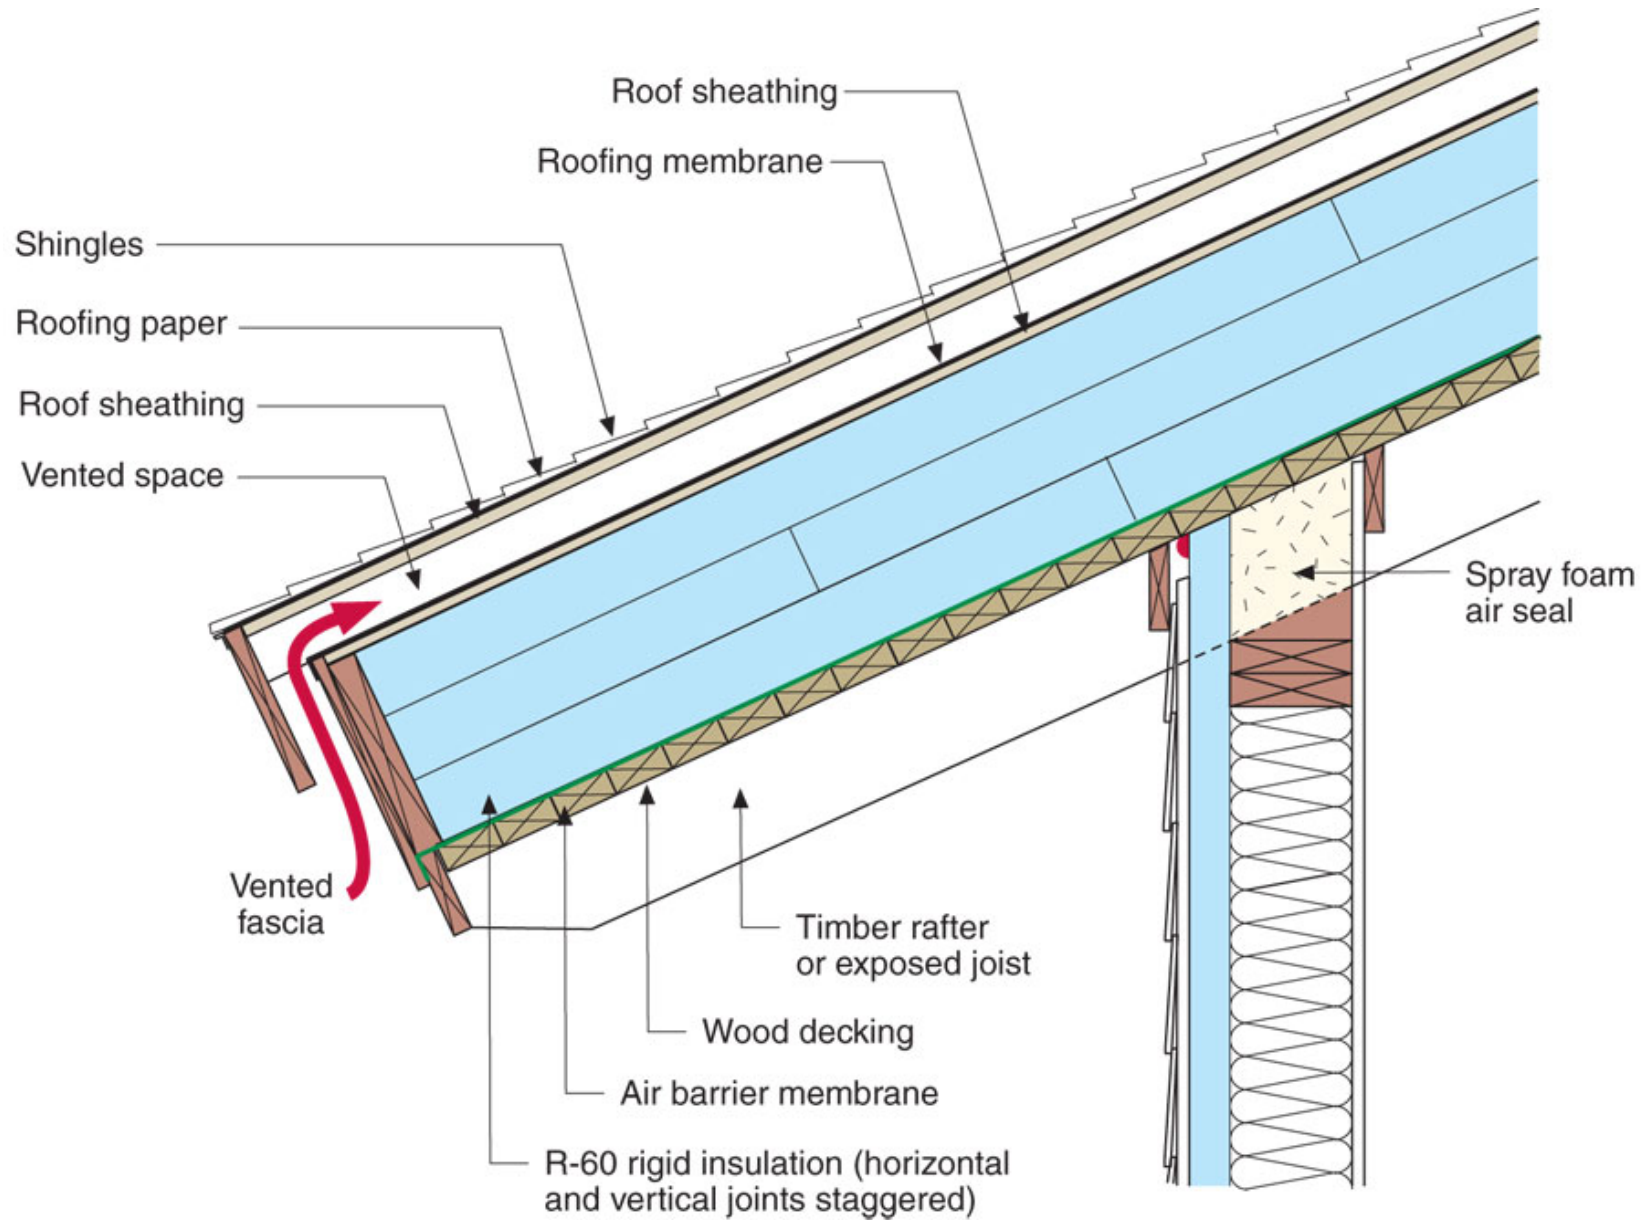 Roof sheathing
Roofing membrane
Shingles
Roofing paper
Roof sheathing
Vented space
Spray foam
air seal
Vented
fascia
Timber rafter
or exposed joist
Wood decking
Air barrier membrane
R-60 rigid insulation (horizontal
and vertical joints staggered)